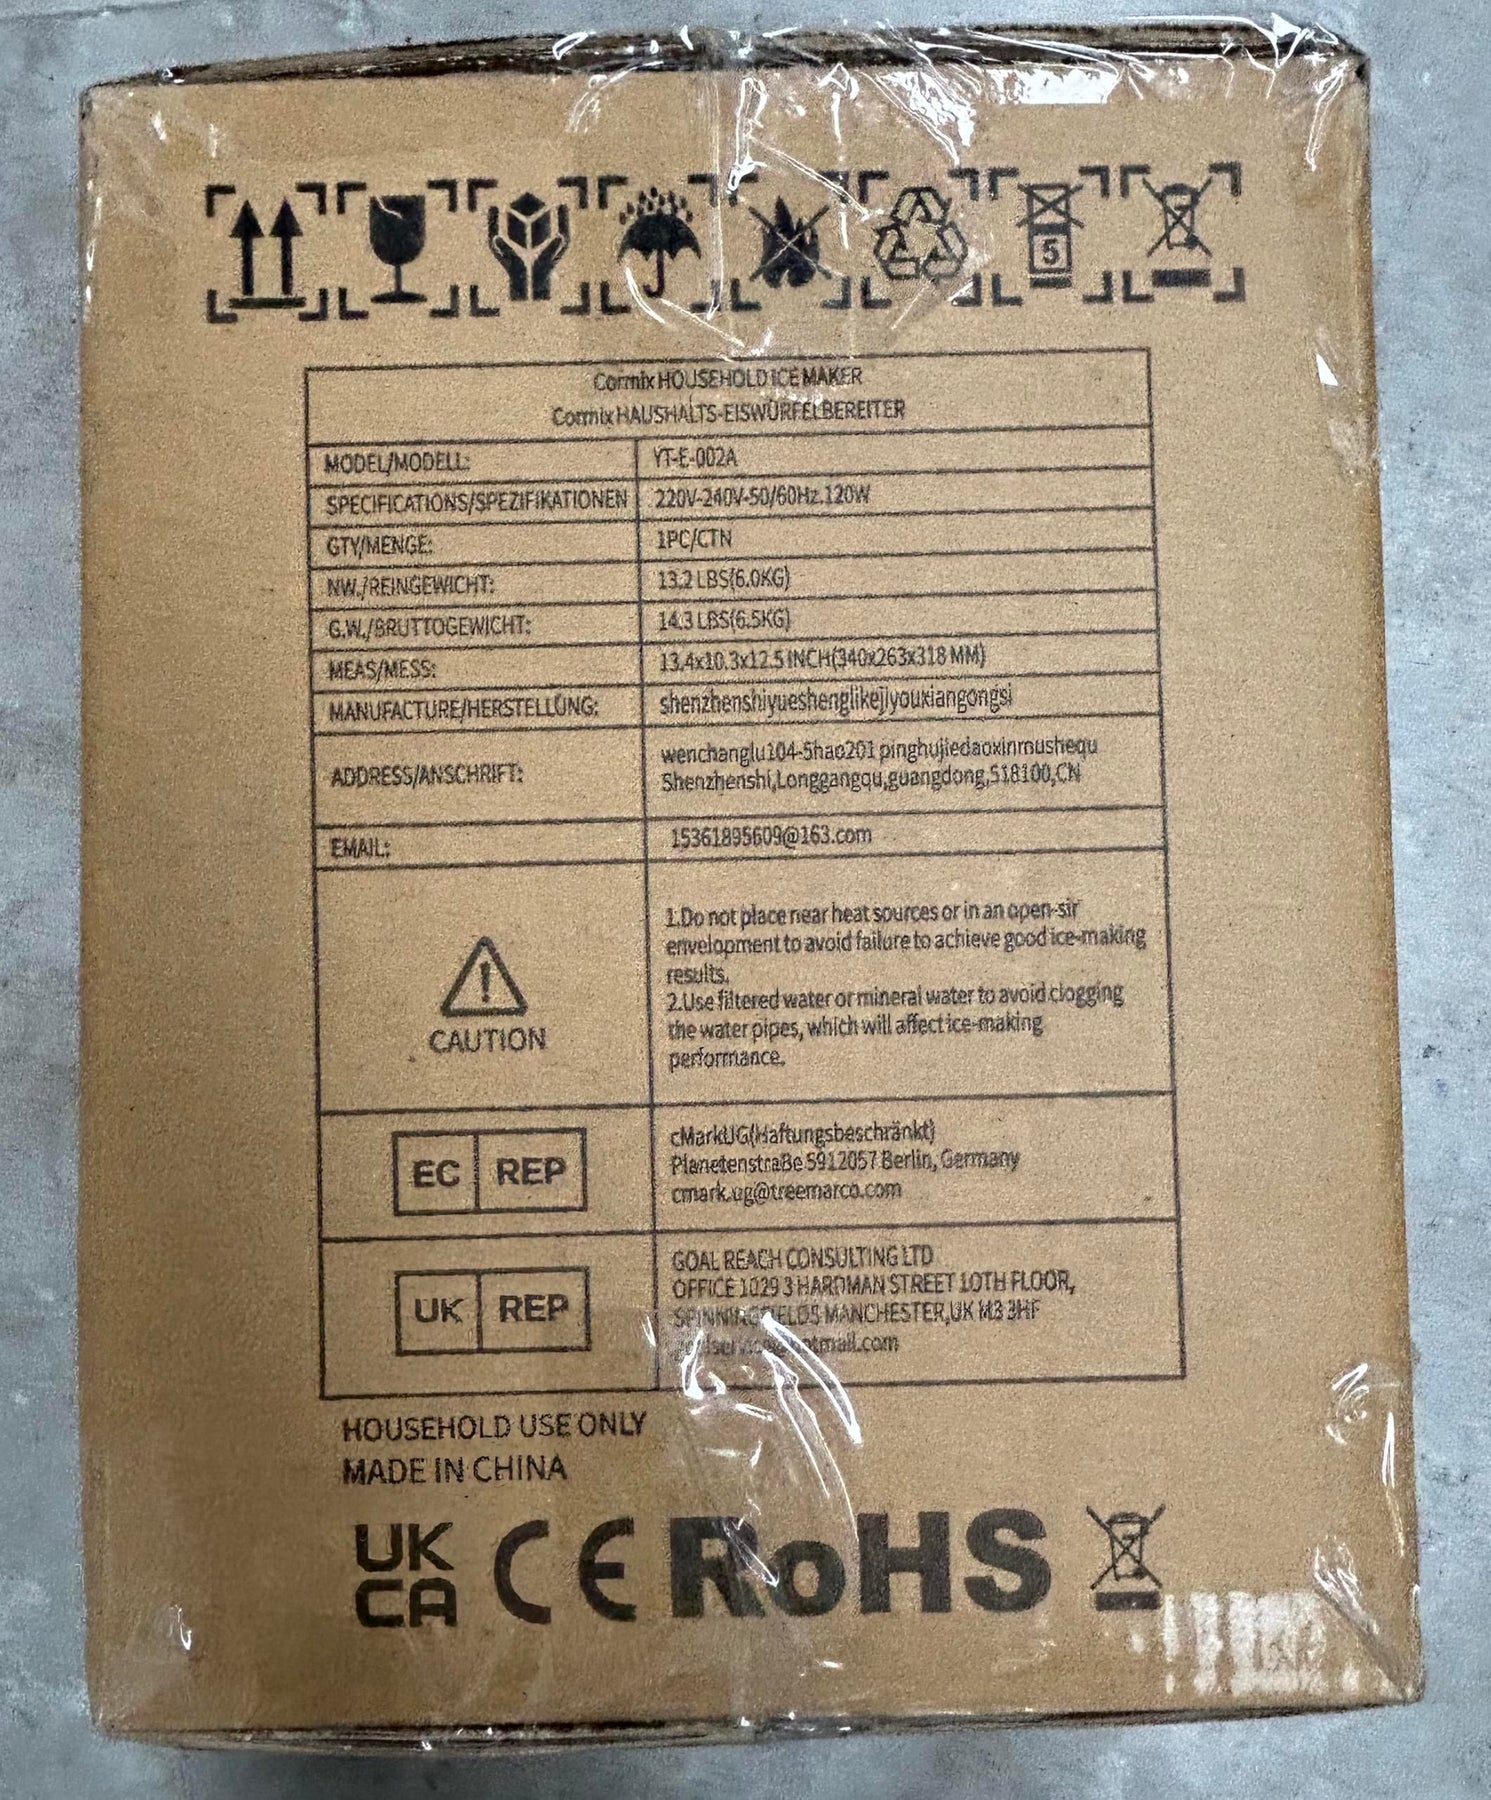 5
Cormix HOUSEHOLD ICE MAKER
Cormix HAUSHALTS-EISWÜRFELBEREITER
MODEL/MODELL: YT-E-002A
SPECIFICATIONS/SPEZIFIKATIONEN 220V-240V-50/60Hz.120W
GTY/MENGE: 1PC/CTN
NW./REINGEWICHT: 13.2 LBS(6.0KG)
G.W./BRUTTOGEWICHT: 14.3 LBS(6.5KG)
MEAS/MESS: 13.4x10.3x12.5 INCH(340x263x318 MM)
MANUFACTURE/HERSTELLUNG: shenzhenshiyueshenglikejiyouxiangongsi
ADDRESS/ANSCHRIFT: wenchanglu104-5hao201 pinghujiedaoxinmushequ
Shenzhenshi,Longgangqu,guangdong,518100,CN
EMAIL: 15361895609@163.com
CAUTION
1.Do not place near heat sources or in an open-sir
envelopment to avoid failure to achieve good ice-making
results.
2.Use filtered water or mineral water to avoid clogging
the water pipes, which will affect ice-making
performance.
EC REP
cMarkUG(Haftungsbeschränkt)
Planetenstraße 5912057 Berlin, Germany
cmark.ug@treemarco.com
UK REP
GOAL REACH CONSULTING LTD
OFFICE 1029 3 HARDMAN STREET 10TH FLOOR,
SPINNINGFIELDS MANCHESTER,UK M3 3HF
HOUSEHOLD USE ONLY
MADE IN CHINA
UK
CA
CE RoHS